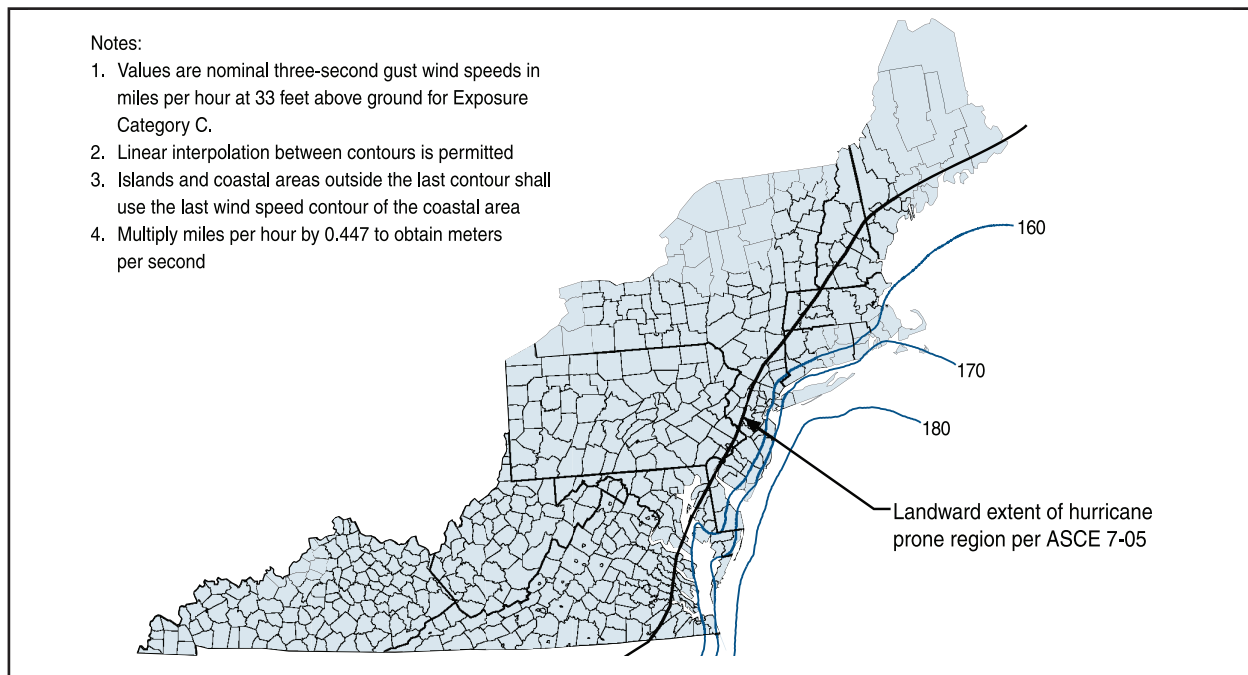 Notes:
1. Values are nominal three-second gust wind speeds in
miles per hour at 33 feet above ground for Exposure
Category C.
2. Linear interpolation between contours is permitted
3. Islands and coastal areas outside the last contour shall
use the last wind speed contour of the coastal area
4. Multiply miles per hour by 0.447 to obtain meters
per second
160
170
180
Landward extent of hurricane
prone region per ASCE 7-05